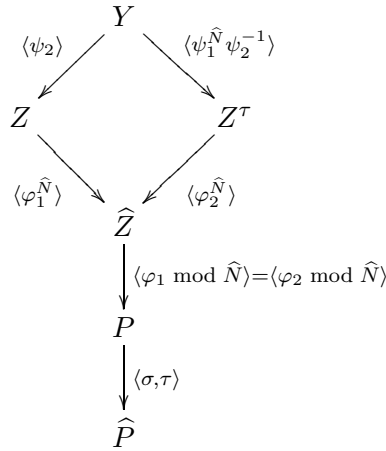 Y
⟨ψ₂⟩ ⟨ψ₁^N̂ ψ₂⁻¹⟩
Z Z^τ
⟨φ₁^N̂⟩ ⟨φ₂^N̂⟩
Ẑ
⟨φ₁ mod N̂⟩=⟨φ₂ mod N̂⟩
P
⟨σ,τ⟩
P̂